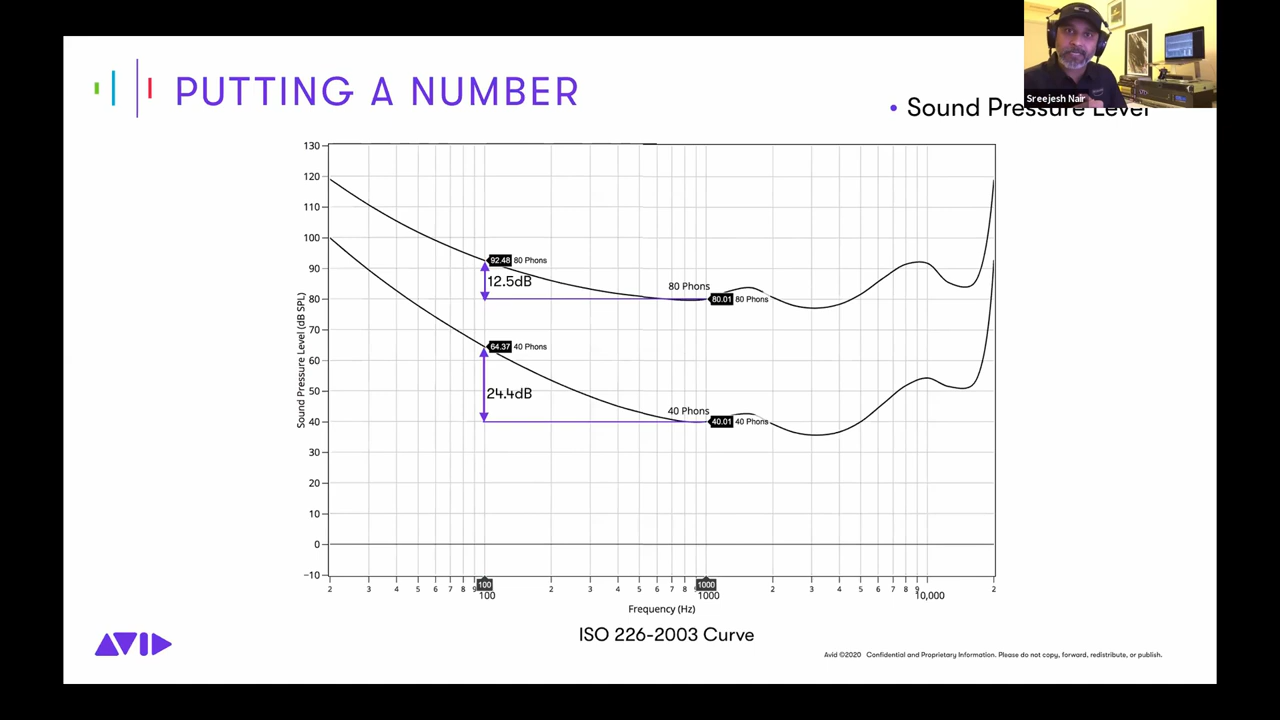 PUTTING A NUMBER
Sreejesh Nair
• Sound Pressure Level
130
120
110
100
90
80
70
60
50
40
30
20
10
0
−10
Sound Pressure Level (dB SPL)
92.48 80 Phons
12.5dB
80 Phons
80.01 80 Phons
64.37 40 Phons
24.4dB
40 Phons
40.01 40 Phons
2 3 4 5 6 7 8 9 100 2 3 4 5 6 7 8 9 1000 2 3 4 5 6 7 8 9 10,000 2
100 1000
Frequency (Hz)
ISO 226-2003 Curve
AVID
Avid ©2020 Confidential and Proprietary Information. Please do not copy, forward, redistribute, or publish.